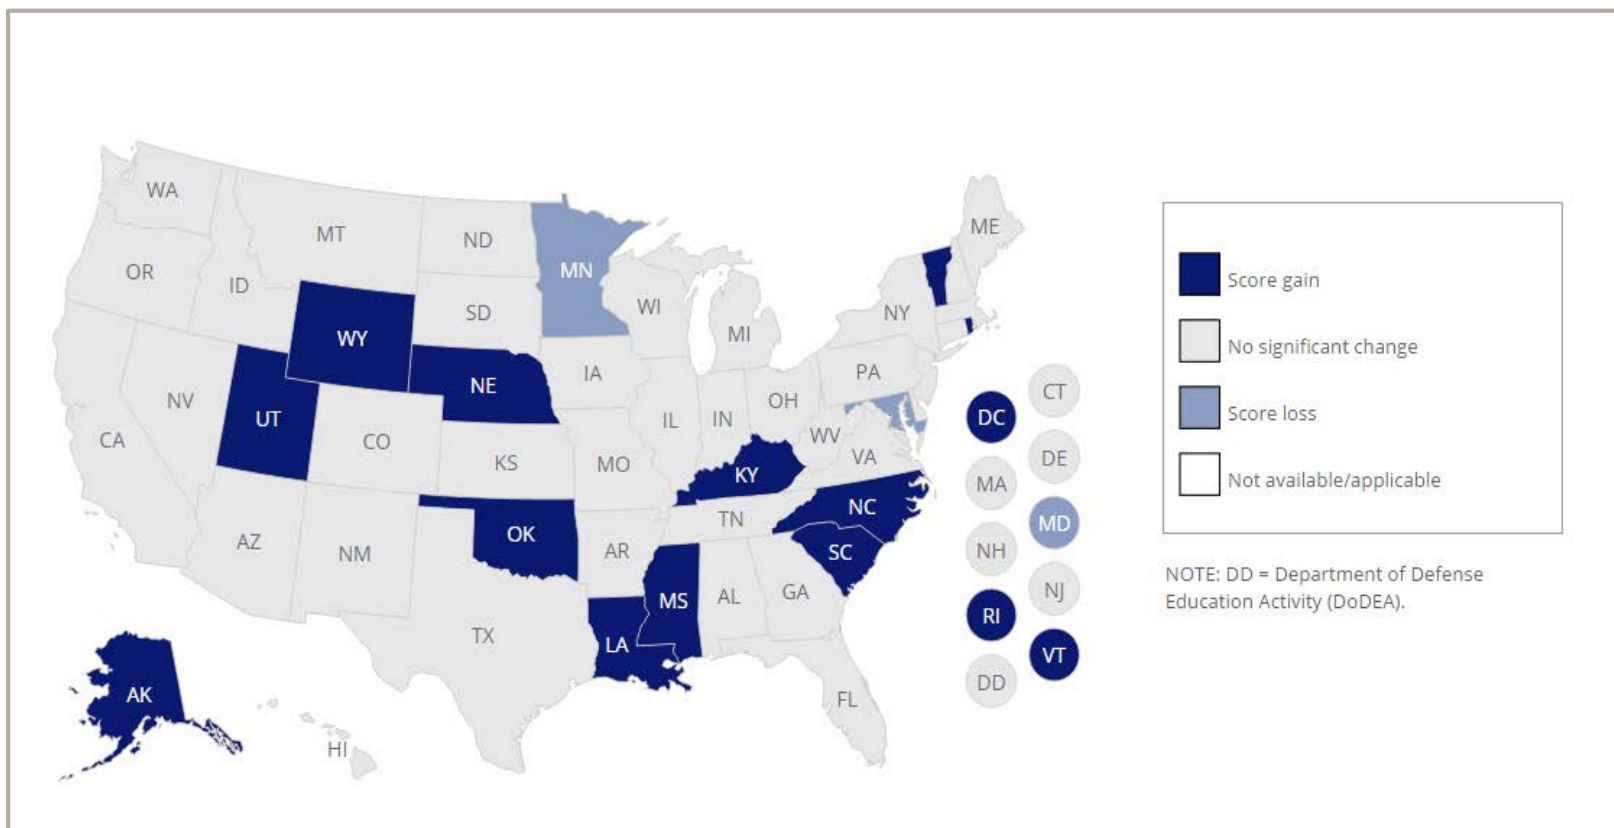 WA
MT
ND
MN
ME
OR
ID
SD
WI
NY
WY
MI
NE
IA
PA
NV
UT
CO
IL
IN
OH
CA
KS
MO
WV
VA
KY
AZ
NM
OK
AR
TN
NC
SC
MS
AL
GA
TX
LA
FL
AK
HI
CT
DC
DE
MA
MD
NH
NJ
RI
VT
DD
Score gain
No significant change
Score loss
Not available/applicable
NOTE: DD = Department of Defense
Education Activity (DoDEA).